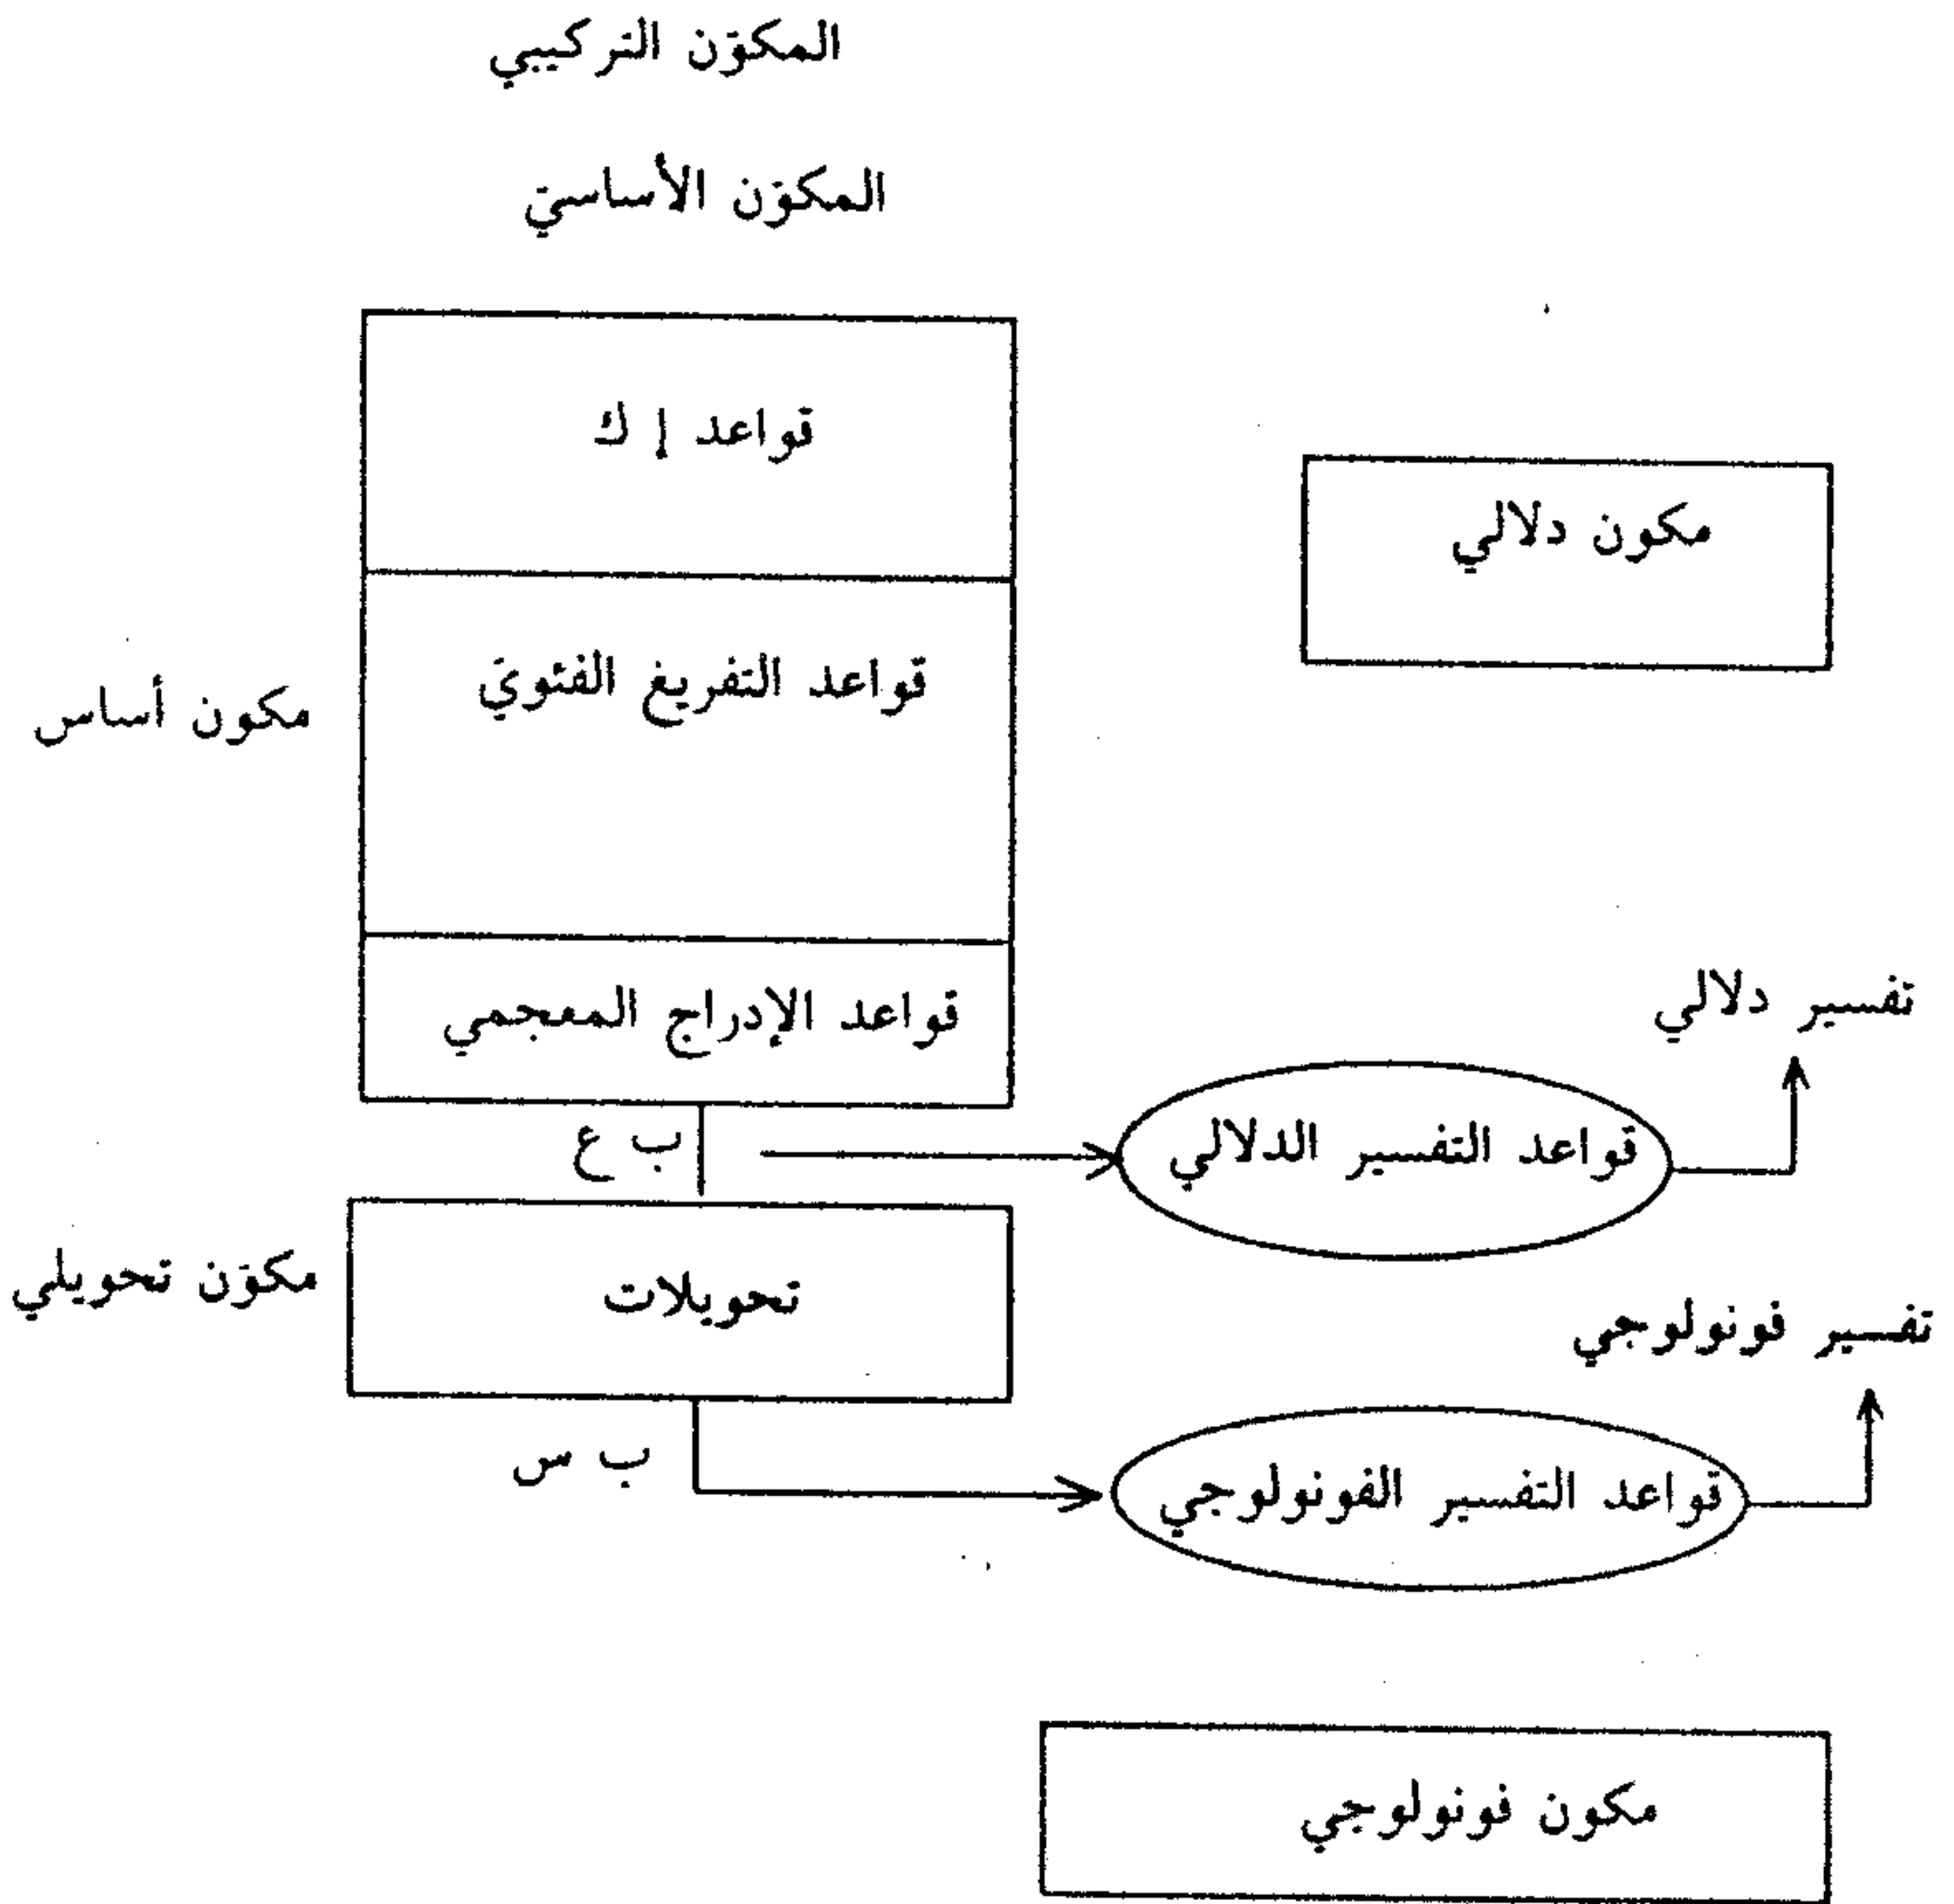 المكوّن التركيبي
المكوّن الأساسيّ
قواعد إ ك
مكون دلالي
قواعد التفريغ الفئويّ
مكون أساس
قواعد الإدراج المعجمي
تفسير دلالي
ب ع
قواعد التفسير الدلالي
مكوّن تحويلي
تحويلات
تفسير فونولوجي
ب س
قواعد التفسير الفونولوجي
مكون فونولوجي